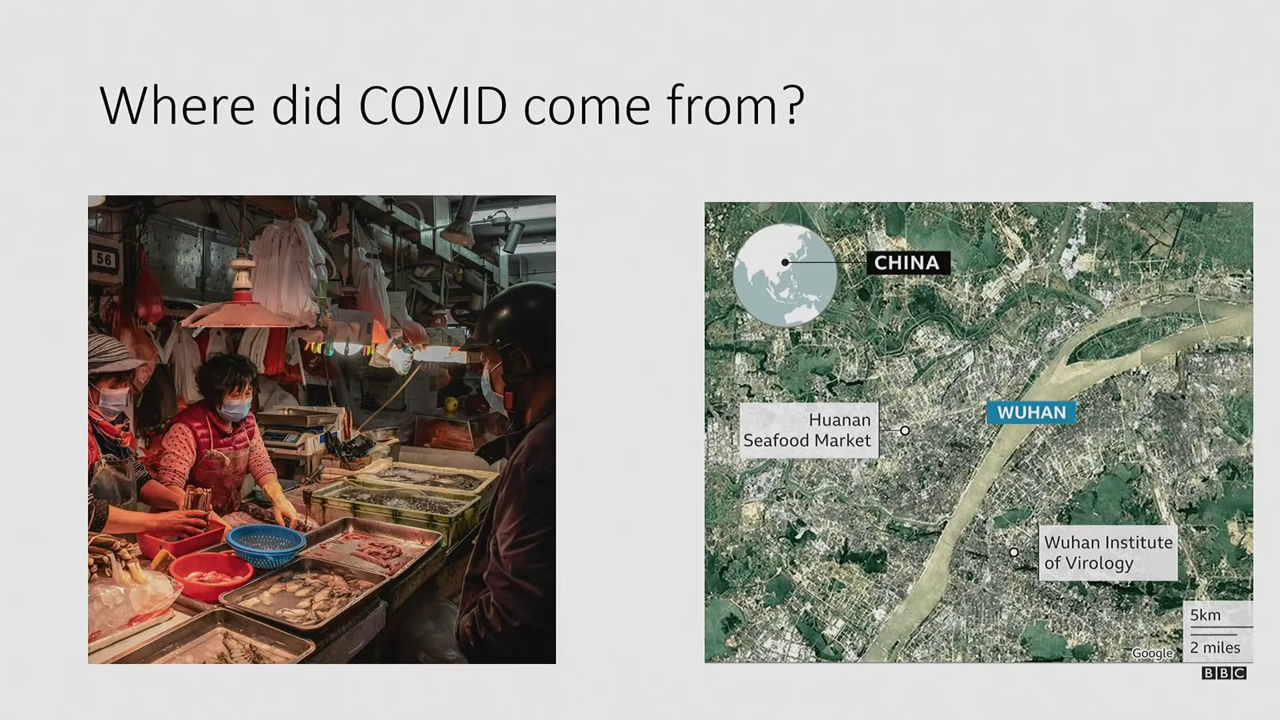 Where did COVID come from?
56
CHINA
WUHAN
Huanan
Seafood Market
Wuhan Institute
of Virology
5km
2 miles
Google
BBC